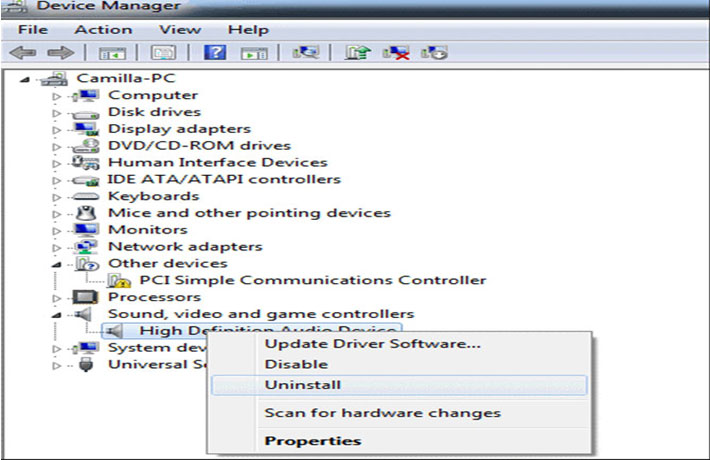 Device Manager
File Action View Help
Camilla-PC
Computer
Disk drives
Display adapters
DVD/CD-ROM drives
Human Interface Devices
IDE ATA/ATAPI controllers
Keyboards
Mice and other pointing devices
Monitors
Network adapters
Other devices
PCI Simple Communications Controller
Processors
Sound, video and game controllers
High Definition Audio Device
System dev
Universal S
Update Driver Software...
Disable
Uninstall
Scan for hardware changes
Properties